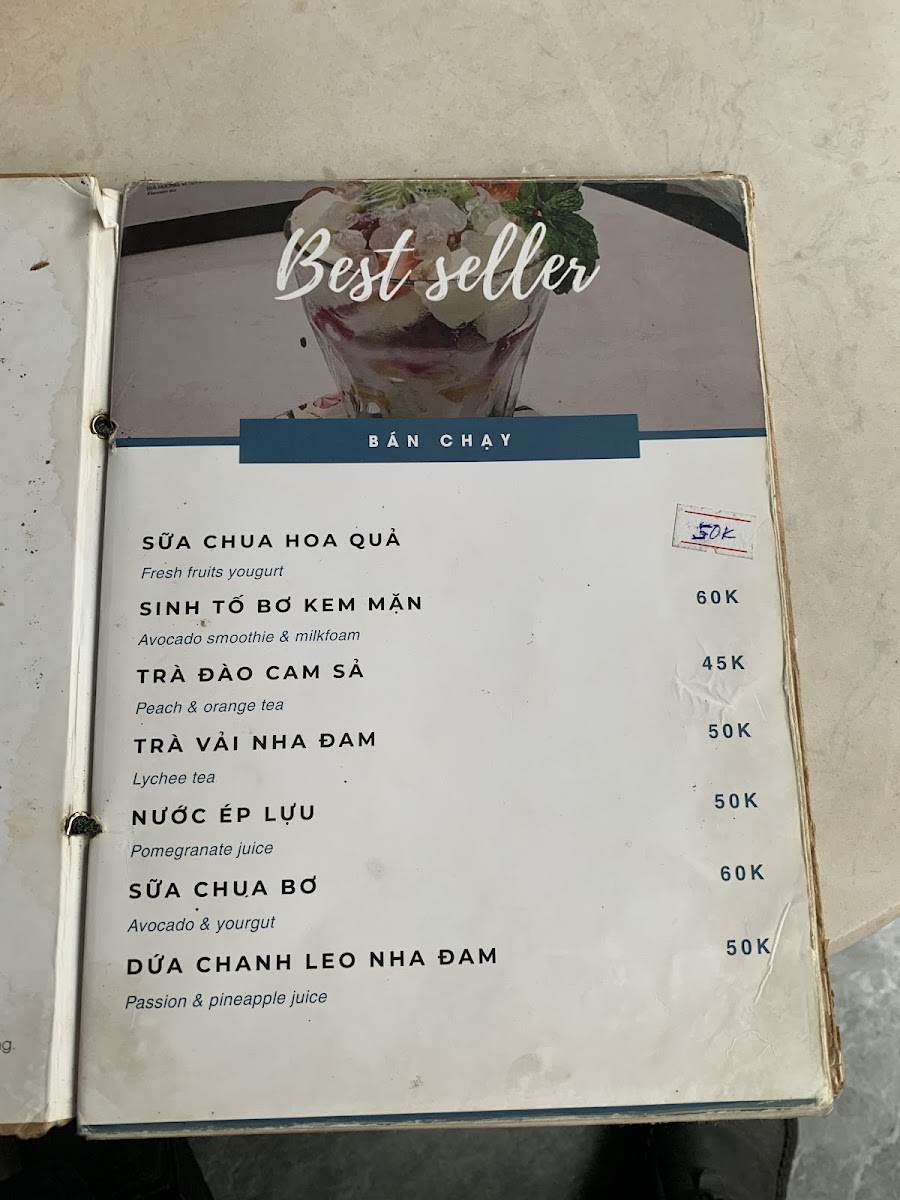 Best seller
BÁN CHẠY
SỮA CHUA HOA QUẢ 50K
Fresh fruits yougurt
SINH TỐ BƠ KEM MẶN 60K
Avocado smoothie & milkfoam
TRÀ ĐÀO CAM SẢ 45K
Peach & orange tea
TRÀ VẢI NHA ĐAM 50K
Lychee tea
NƯỚC ÉP LỰU 50K
Pomegranate juice
SỮA CHUA BƠ 60K
Avocado & yourgut
DỨA CHANH LEO NHA ĐAM 50K
Passion & pineapple juice